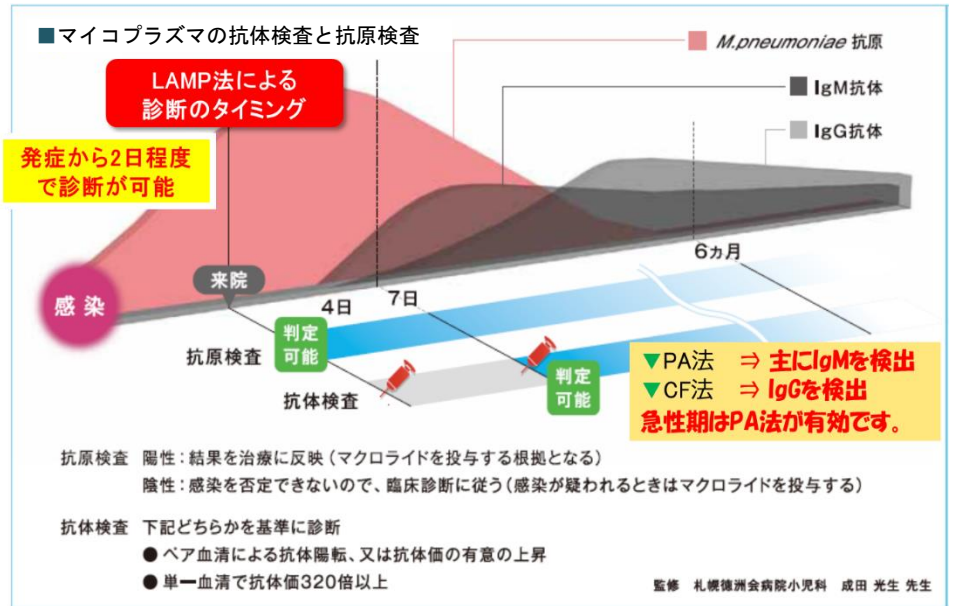 ■マイコプラズマの抗体検査と抗原検査
M.pneumoniae 抗原
IgM抗体
IgG抗体
LAMP法による
診断のタイミング
発症から2日程度
で診断が可能
感染
来院
4日
7日
6ヵ月
抗原検査
判定
可能
抗体検査
判定
可能
▼PA法 ⇒ 主にIgMを検出
▼CF法 ⇒ IgGを検出
急性期はPA法が有効です。
抗原検査 陽性：結果を治療に反映（マクロライドを投与する根拠となる）
陰性：感染を否定できないので、臨床診断に従う（感染が疑われるときはマクロライドを投与する）
抗体検査 下記どちらかを基準に診断
●ペア血清による抗体陽転、又は抗体価の有意の上昇
●単一血清で抗体価320倍以上
監修 札幌徳洲会病院小児科 成田 光生 先生